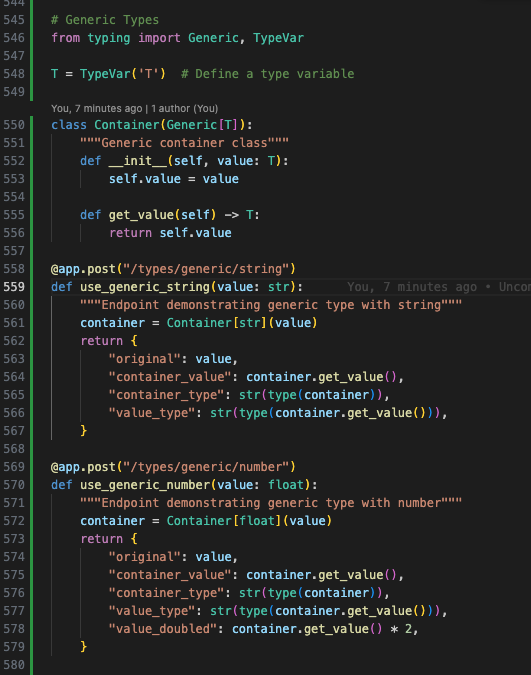 544
545 # Generic Types
546 from typing import Generic, TypeVar
547
548 T = TypeVar('T')  # Define a type variable
549
You, 7 minutes ago | 1 author (You)
550 class Container(Generic[T]):
551     """Generic container class"""
552     def __init__(self, value: T):
553         self.value = value
554
555     def get_value(self) -> T:
556         return self.value
557
558 @app.post("/types/generic/string")
559 def use_generic_string(value: str):     You, 7 minutes ago • Uncon
560     """Endpoint demonstrating generic type with string"""
561     container = Container[str](value)
562     return {
563         "original": value,
564         "container_value": container.get_value(),
565         "container_type": str(type(container)),
566         "value_type": str(type(container.get_value())),
567     }
568
569 @app.post("/types/generic/number")
570 def use_generic_number(value: float):
571     """Endpoint demonstrating generic type with number"""
572     container = Container[float](value)
573     return {
574         "original": value,
575         "container_value": container.get_value(),
576         "container_type": str(type(container)),
577         "value_type": str(type(container.get_value())),
578         "value_doubled": container.get_value() * 2,
579     }
580